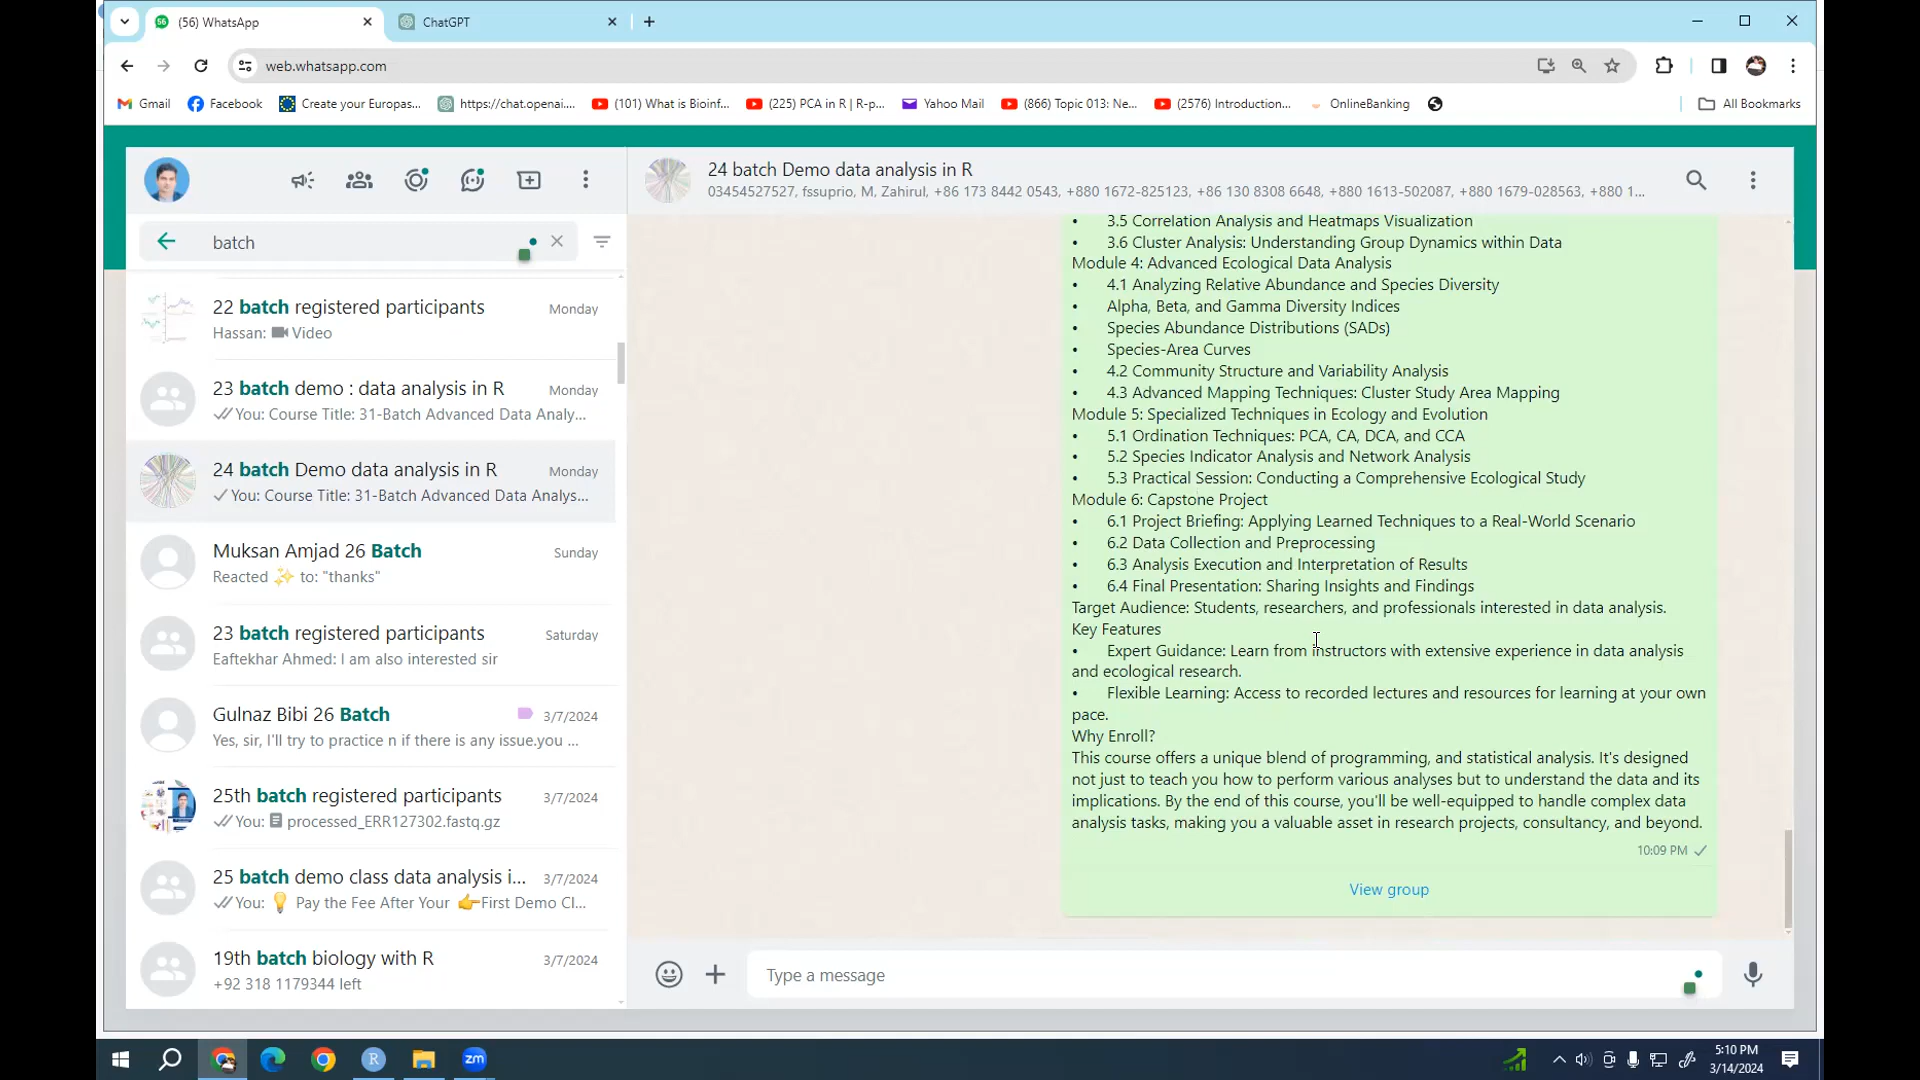 (56) WhatsApp
ChatGPT
web.whatsapp.com
Gmail
Facebook
Create your Europas...
https://chat.openai....
(101) What is Bioinf...
(225) PCA in R | R-p...
Yahoo Mail
(866) Topic 013: Ne...
(2576) Introduction...
OnlineBanking
All Bookmarks
batch
22 batch registered participants
Monday
Hassan: Video
23 batch demo : data analysis in R
Monday
You: Course Title: 31-Batch Advanced Data Analy...
24 batch Demo data analysis in R
Monday
You: Course Title: 31-Batch Advanced Data Analys...
Muksan Amjad 26 Batch
Sunday
Reacted ✨ to: "thanks"
23 batch registered participants
Saturday
Eaftekhar Ahmed: I am also interested sir
Gulnaz Bibi 26 Batch
3/7/2024
Yes, sir, I'll try to practice n if there is any issue.you ...
25th batch registered participants
3/7/2024
You: processed_ERR127302.fastq.gz
25 batch demo class data analysis i...
3/7/2024
You: 💡 Pay the Fee After Your 👉First Demo Cl...
19th batch biology with R
3/7/2024
+92 318 1179344 left
24 batch Demo data analysis in R
03454527527, fssuprio, M, Zahirul, +86 173 8442 0543, +880 1672-825123, +86 130 8308 6648, +880 1613-502087, +880 1679-028563, +880 1...
• 3.5 Correlation Analysis and Heatmaps Visualization
• 3.6 Cluster Analysis: Understanding Group Dynamics within Data
Module 4: Advanced Ecological Data Analysis
• 4.1 Analyzing Relative Abundance and Species Diversity
• Alpha, Beta, and Gamma Diversity Indices
• Species Abundance Distributions (SADs)
• Species-Area Curves
• 4.2 Community Structure and Variability Analysis
• 4.3 Advanced Mapping Techniques: Cluster Study Area Mapping
Module 5: Specialized Techniques in Ecology and Evolution
• 5.1 Ordination Techniques: PCA, CA, DCA, and CCA
• 5.2 Species Indicator Analysis and Network Analysis
• 5.3 Practical Session: Conducting a Comprehensive Ecological Study
Module 6: Capstone Project
• 6.1 Project Briefing: Applying Learned Techniques to a Real-World Scenario
• 6.2 Data Collection and Preprocessing
• 6.3 Analysis Execution and Interpretation of Results
• 6.4 Final Presentation: Sharing Insights and Findings
Target Audience: Students, researchers, and professionals interested in data analysis.
Key Features
• Expert Guidance: Learn from instructors with extensive experience in data analysis
and ecological research.
• Flexible Learning: Access to recorded lectures and resources for learning at your own
pace.
Why Enroll?
This course offers a unique blend of programming, and statistical analysis. It's designed
not just to teach you how to perform various analyses but to understand the data and its
implications. By the end of this course, you'll be well-equipped to handle complex data
analysis tasks, making you a valuable asset in research projects, consultancy, and beyond.
10:09 PM
View group
Type a message
R
zm
5:10 PM
3/14/2024